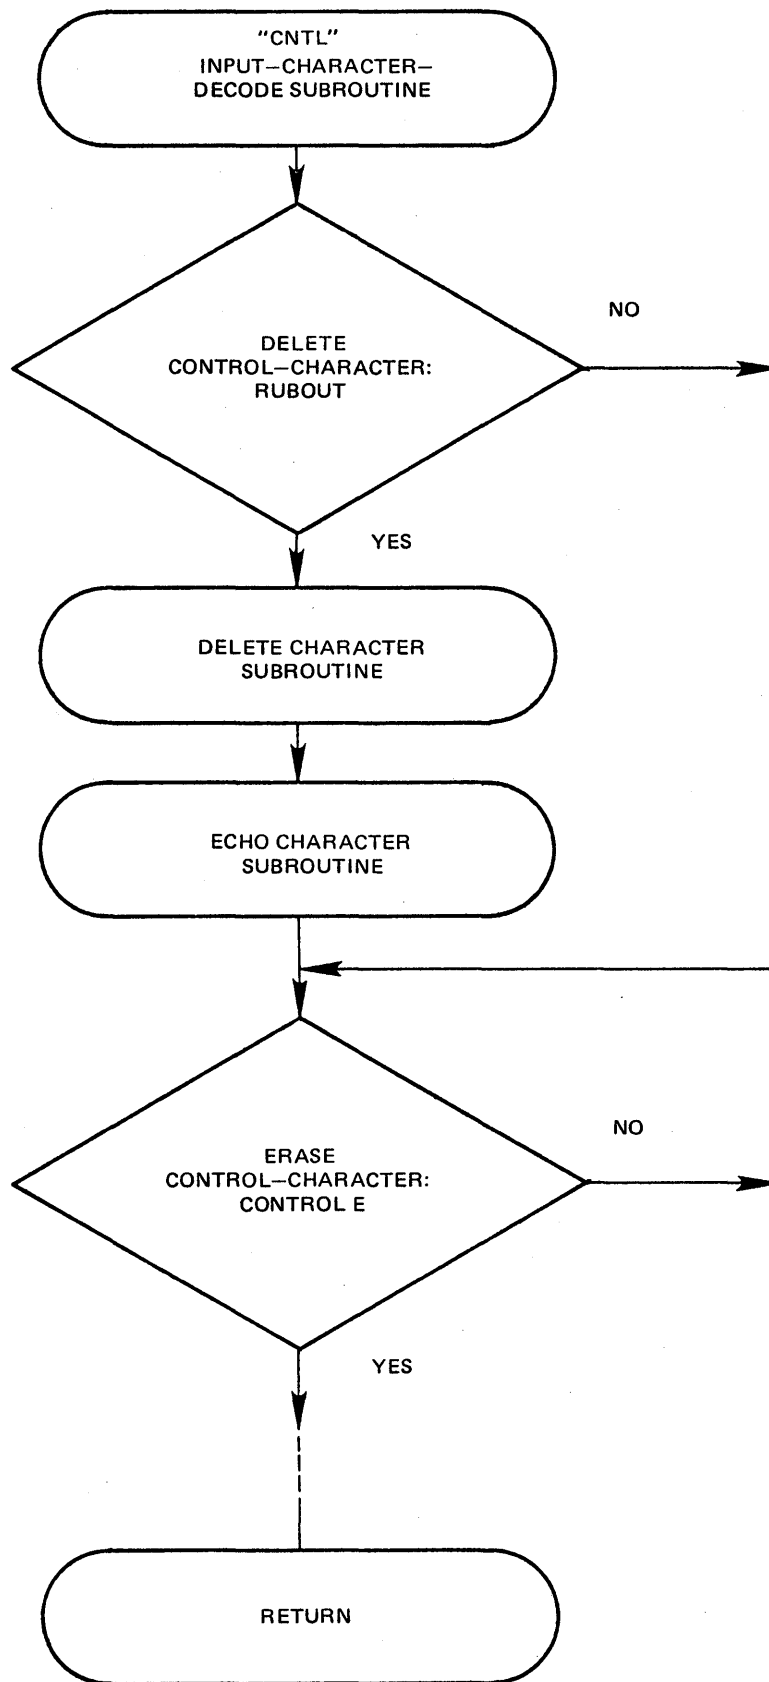 "CNTL"
INPUT—CHARACTER—
DECODE SUBROUTINE
NO
DELETE
CONTROL—CHARACTER:
RUBOUT
YES
DELETE CHARACTER
SUBROUTINE
ECHO CHARACTER
SUBROUTINE
NO
ERASE
CONTROL—CHARACTER:
CONTROL E
YES
RETURN